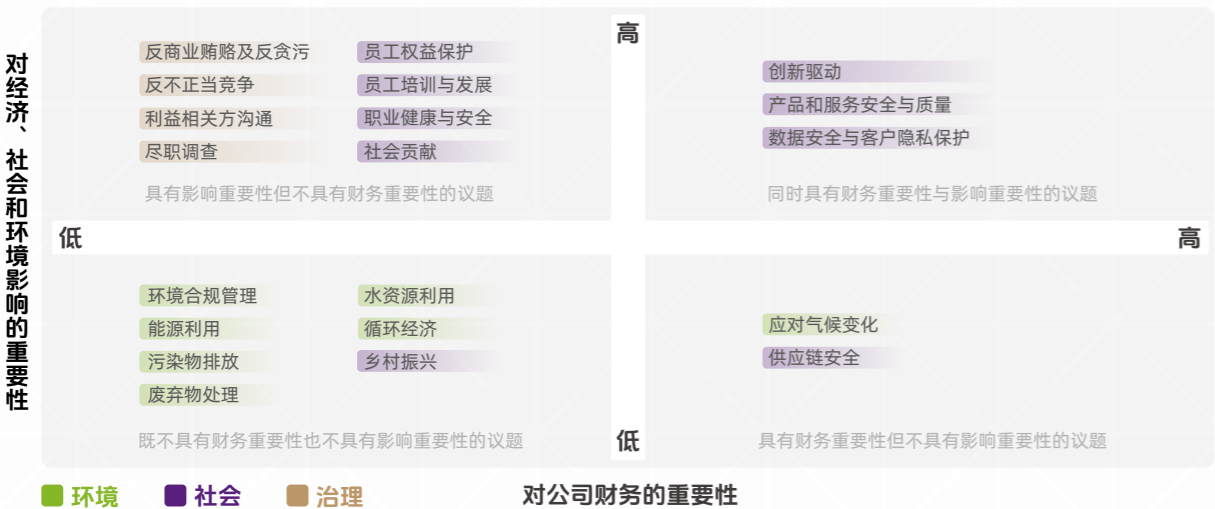 对经济、社会和环境影响的重要性
高
反商业贿赂及反贪污
反不正当竞争
利益相关方沟通
尽职调查
员工权益保护
员工培训与发展
职业健康与安全
社会贡献
具有影响重要性但不具有财务重要性的议题
创新驱动
产品和服务安全与质量
数据安全与客户隐私保护
同时具有财务重要性与影响重要性的议题
低
高
环境合规管理
能源利用
污染物排放
废弃物处理
水资源利用
循环经济
乡村振兴
既不具有财务重要性也不具有影响重要性的议题
应对气候变化
供应链安全
具有财务重要性但不具有影响重要性的议题
低
环境
社会
治理
对公司财务的重要性